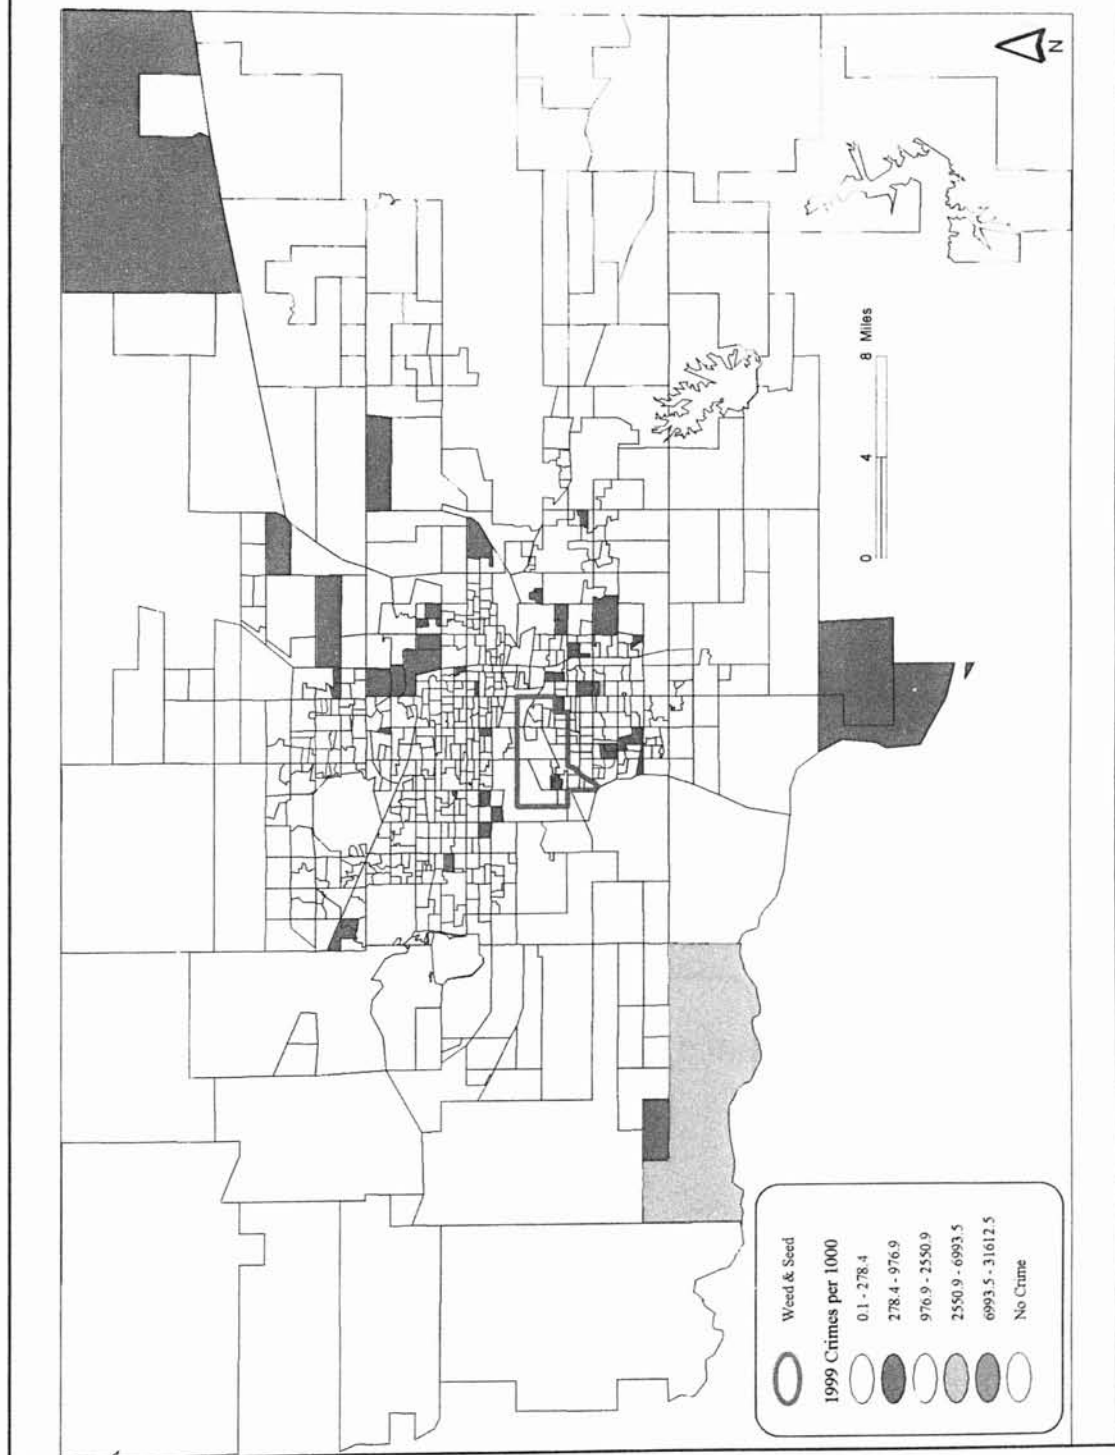 N
0 4 8 Miles
Weed & Seed
1999 Crimes per 1000
0.1 - 278.4
278.4 - 976.9
976.9 - 2550.9
2550.9 - 6993.5
6993.5 - 31612.5
No Crime